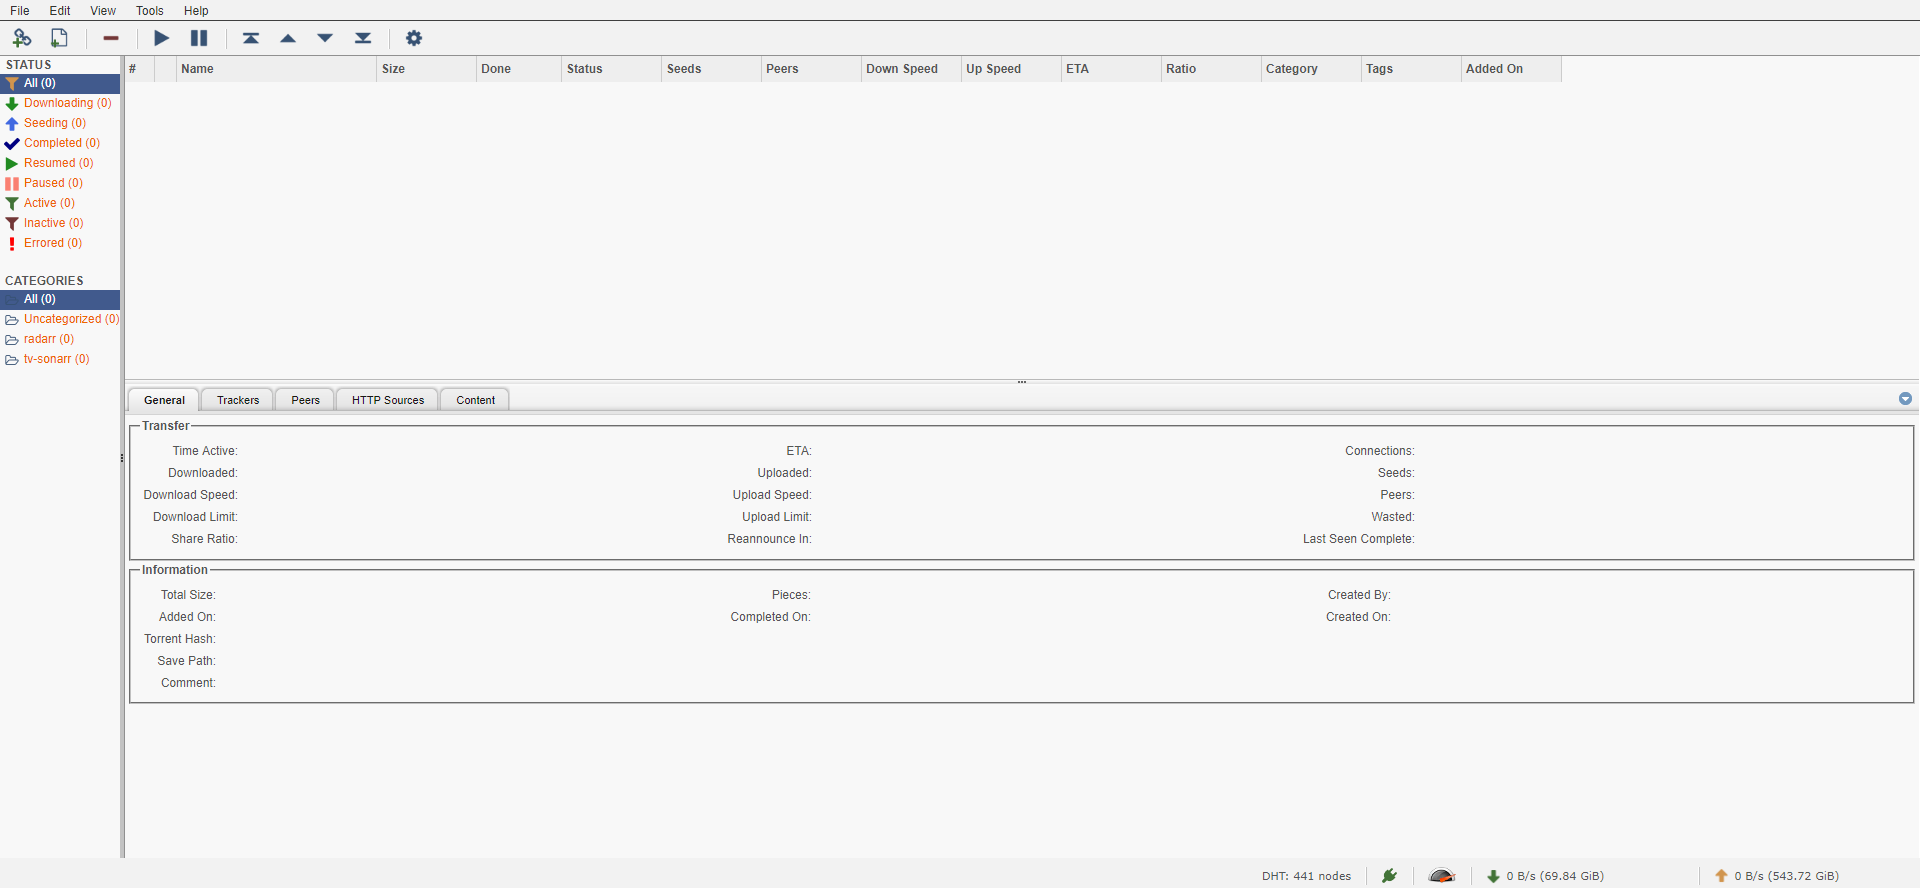 File Edit View Tools Help
STATUS
All (0)
Downloading (0)
Seeding (0)
Completed (0)
Resumed (0)
Paused (0)
Active (0)
Inactive (0)
Errored (0)
CATEGORIES
All (0)
Uncategorized (0)
radarr (0)
tv-sonarr (0)
# Name Size Done Status Seeds Peers Down Speed Up Speed ETA Ratio Category Tags Added On
General Trackers Peers HTTP Sources Content
Transfer
Time Active: ETA: Connections:
Downloaded: Uploaded: Seeds:
Download Speed: Upload Speed: Peers:
Download Limit: Upload Limit: Wasted:
Share Ratio: Reannounce In: Last Seen Complete:
Information
Total Size: Pieces: Created By:
Added On: Completed On: Created On:
Torrent Hash:
Save Path:
Comment:
DHT: 441 nodes 0 B/s (69.84 GiB) 0 B/s (543.72 GiB)